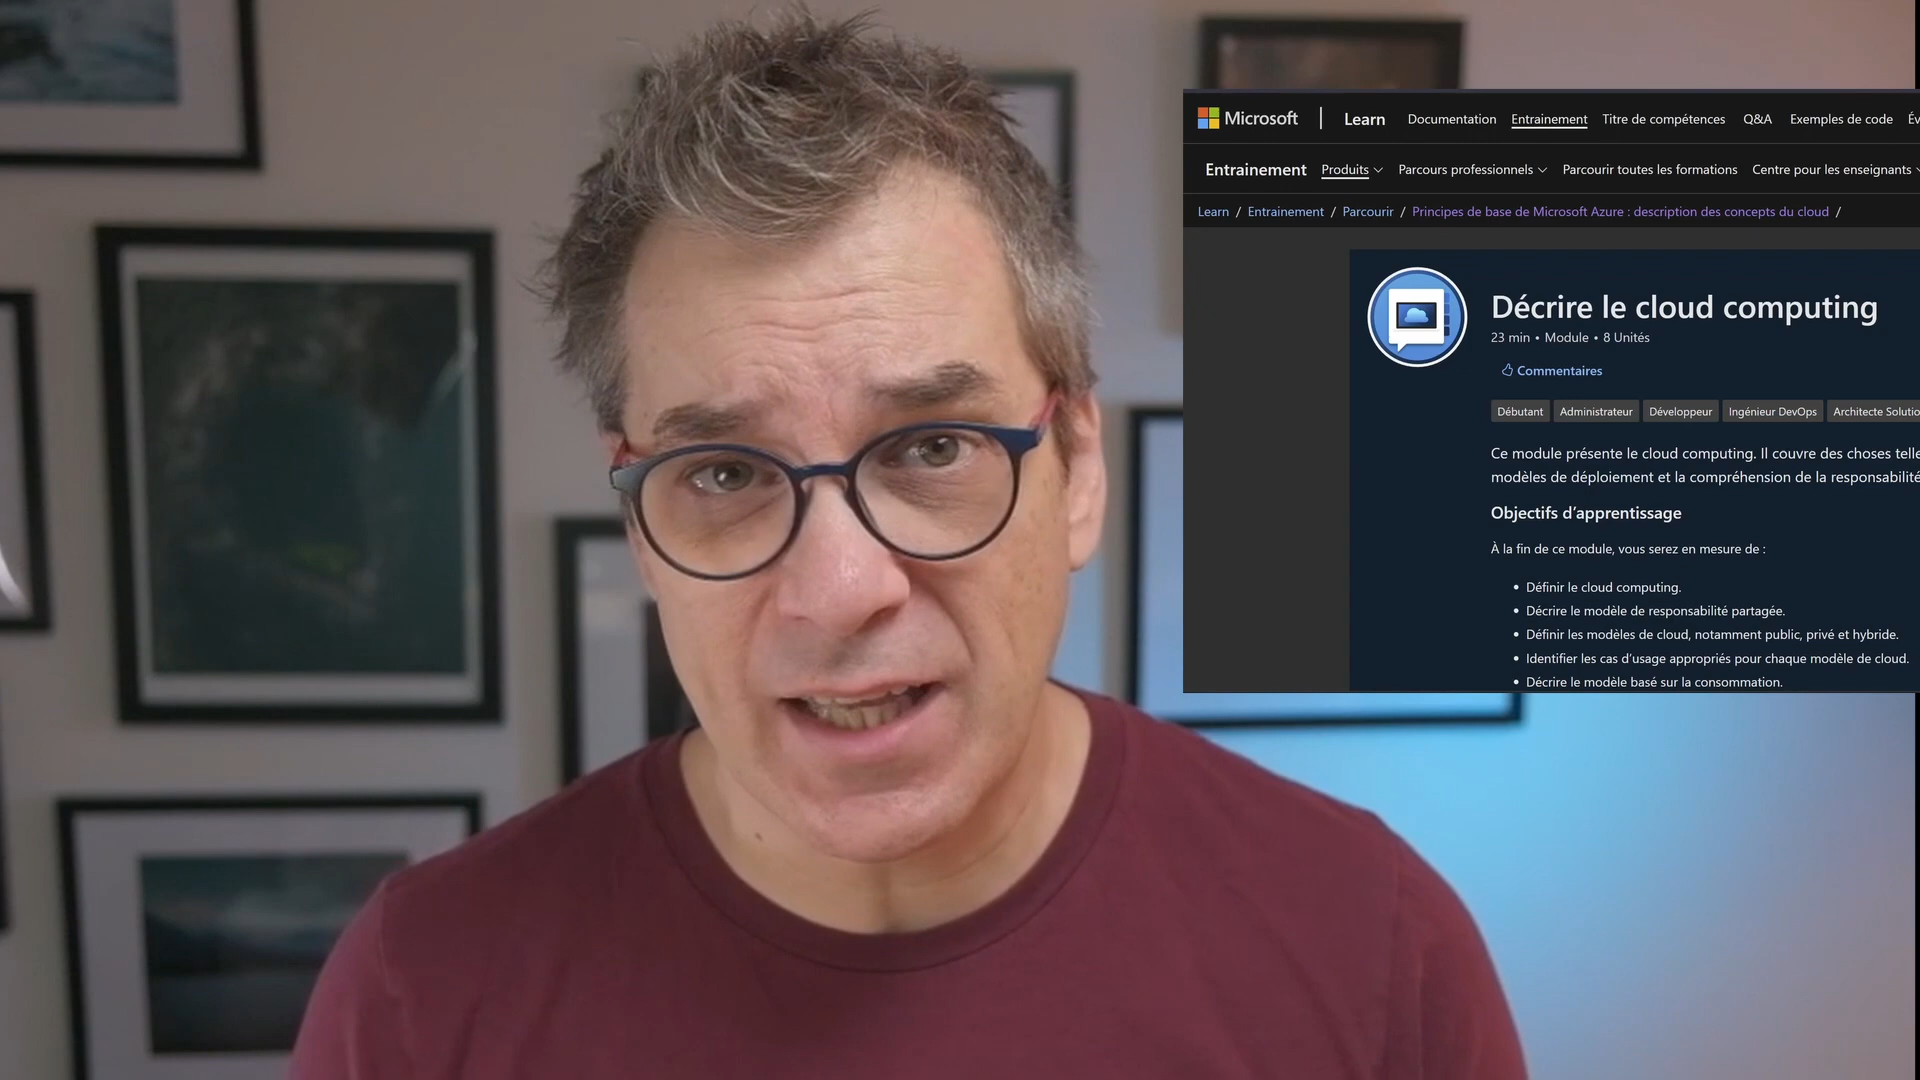 Microsoft | Learn Documentation Entrainement Titre de compétences Q&A Exemples de code
Entrainement Produits Parcours professionnels Parcourir toutes les formations Centre pour les enseignants
Learn / Entrainement / Parcourir / Principes de base de Microsoft Azure : description des concepts du cloud /
Décrire le cloud computing
23 min • Module • 8 Unités
Commentaires
Débutant Administrateur Développeur Ingénieur DevOps Architecte
Ce module présente le cloud computing. Il couvre des choses
modèles de déploiement et la compréhension de la
Objectifs d’apprentissage
À la fin de ce module, vous serez en mesure de :
• Définir le cloud computing.
• Décrire le modèle de responsabilité partagée.
• Définir les modèles de cloud, notamment public, privé et hybride.
• Identifier les cas d’usage appropriés pour chaque modèle de cloud.
• Décrire le modèle basé sur la consommation.